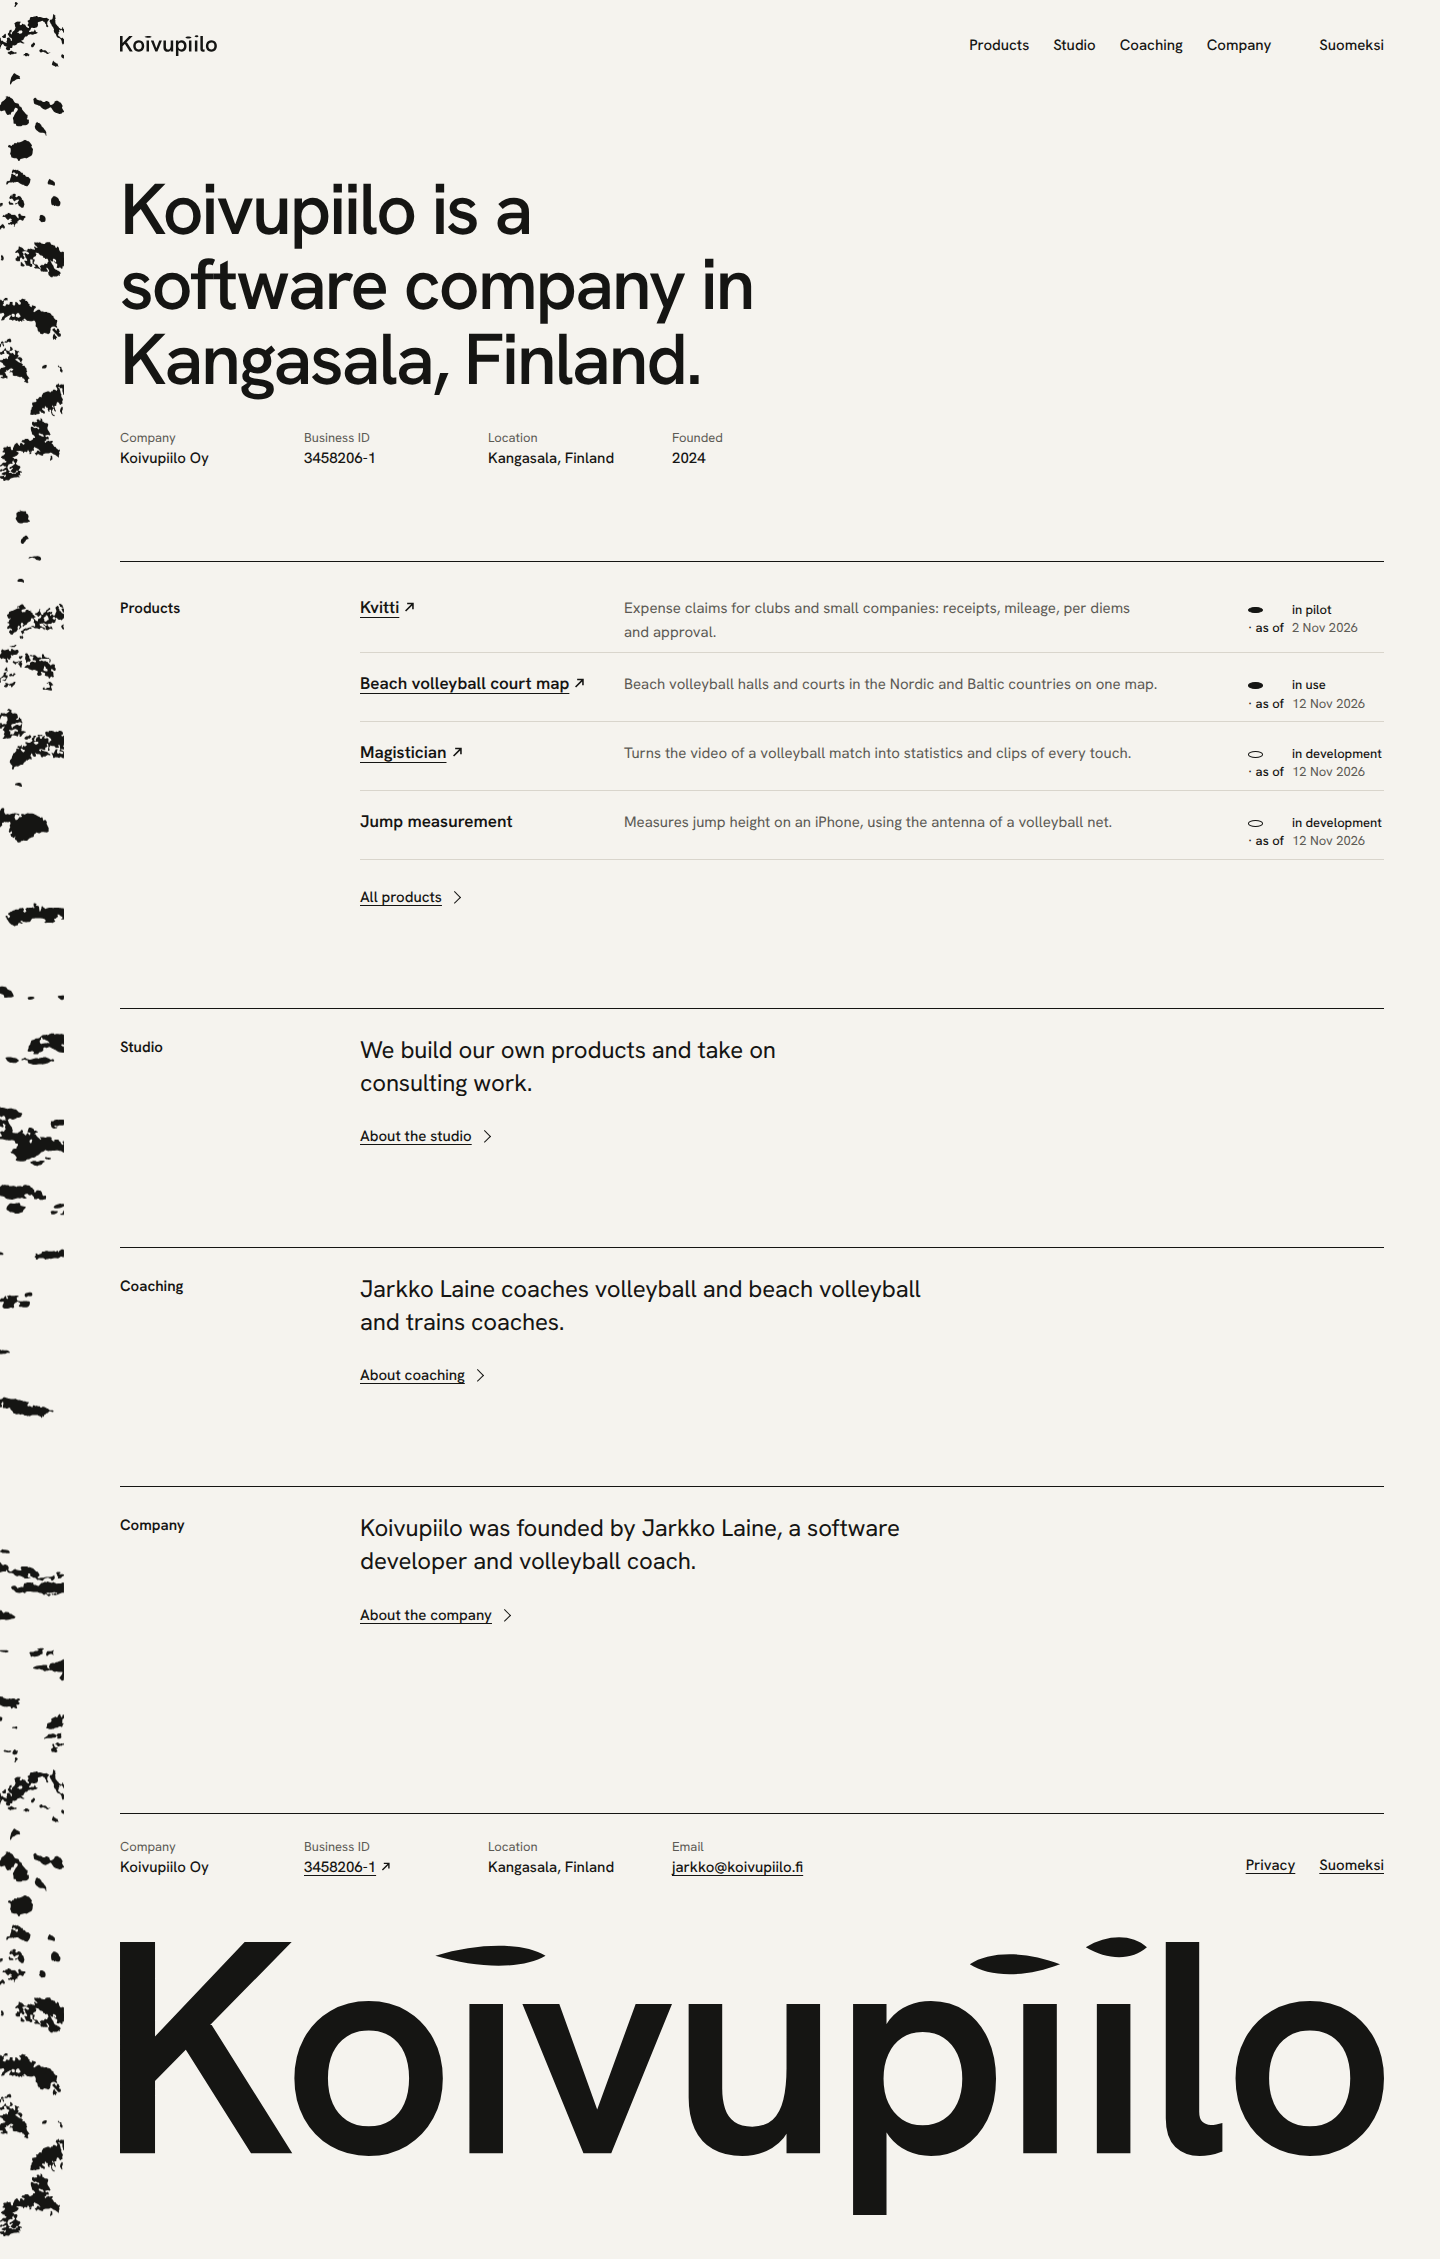 Koivupiilo
Products Studio Coaching Company Suomeksi
Koivupiilo is a
software company in
Kangasala, Finland.
Company Business ID Location Founded
Koivupiilo Oy 3458206-1 Kangasala, Finland 2024
Products
Kvitti ↗ Expense claims for clubs and small companies: receipts, mileage, per diems in pilot
and approval. · as of 2 Nov 2026
Beach volleyball court map ↗ Beach volleyball halls and courts in the Nordic and Baltic countries on one map. in use
· as of 12 Nov 2026
Magistician ↗ Turns the video of a volleyball match into statistics and clips of every touch. in development
· as of 12 Nov 2026
Jump measurement Measures jump height on an iPhone, using the antenna of a volleyball net. in development
· as of 12 Nov 2026
All products
Studio
We build our own products and take on
consulting work.
About the studio
Coaching
Jarkko Laine coaches volleyball and beach volleyball
and trains coaches.
About coaching
Company
Koivupiilo was founded by Jarkko Laine, a software
developer and volleyball coach.
About the company
Company Business ID Location Email
Koivupiilo Oy 3458206-1 ↗ Kangasala, Finland jarkko@koivupiilo.fi Privacy Suomeksi
Koivupiilo